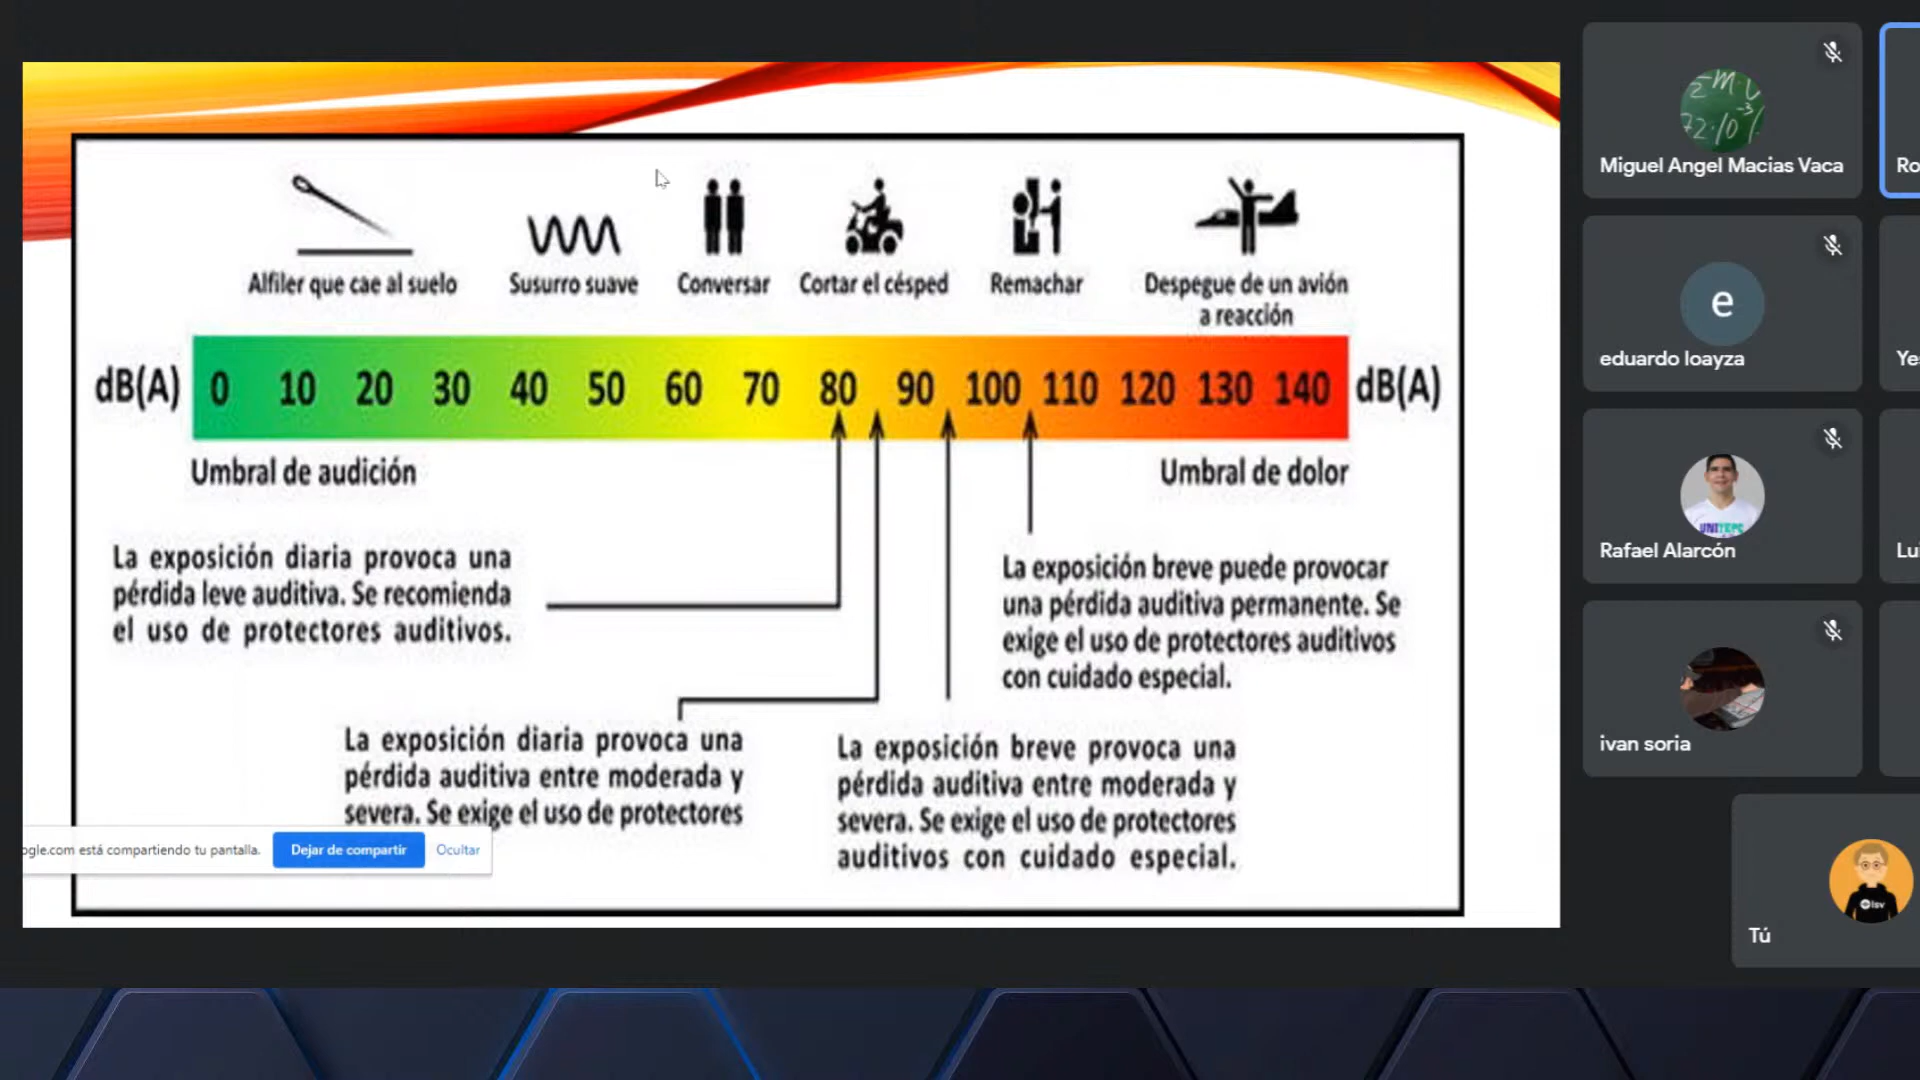 Alfiler que cae al suelo
Susurro suave
Conversar
Cortar el césped
Remachar
Despegue de un avión
a reacción
dB(A) 0 10 20 30 40 50 60 70 80 90 100 110 120 130 140 dB(A)
Umbral de audición
Umbral de dolor
La exposición diaria provoca una
pérdida leve auditiva. Se recomienda
el uso de protectores auditivos.
La exposición breve puede provocar
una pérdida auditiva permanente. Se
exige el uso de protectores auditivos
con cuidado especial.
La exposición diaria provoca una
pérdida auditiva entre moderada y
severa. Se exige el uso de protectores
La exposición breve provoca una
pérdida auditiva entre moderada y
severa. Se exige el uso de protectores
auditivos con cuidado especial.
ogle.com está compartiendo tu pantalla.
Dejar de compartir
Ocultar
Miguel Angel Macias Vaca
Ro
e
eduardo loayza
Ye
Rafael Alarcón
Lui
ivan soria
Tú